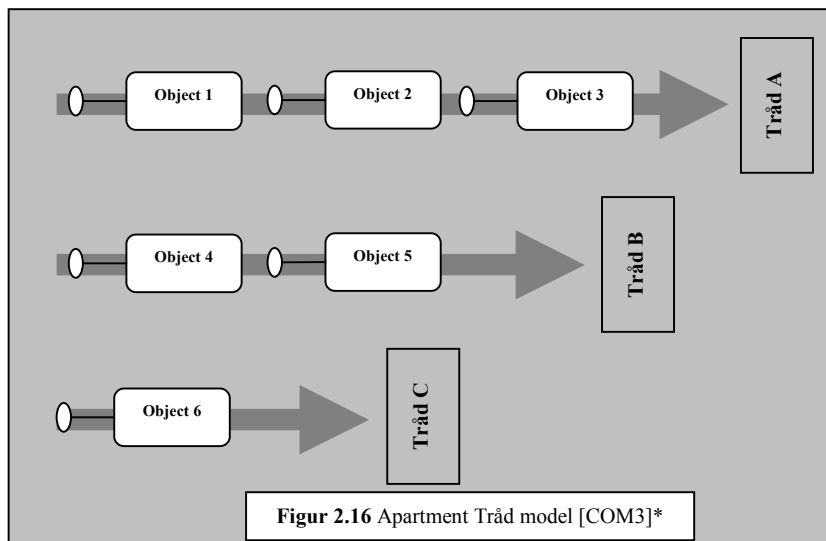 Object 1
Object 2
Object 3
Tråd A
Object 4
Object 5
Tråd B
Object 6
Tråd C
Figur 2.16 Apartment Tråd model [COM3]*